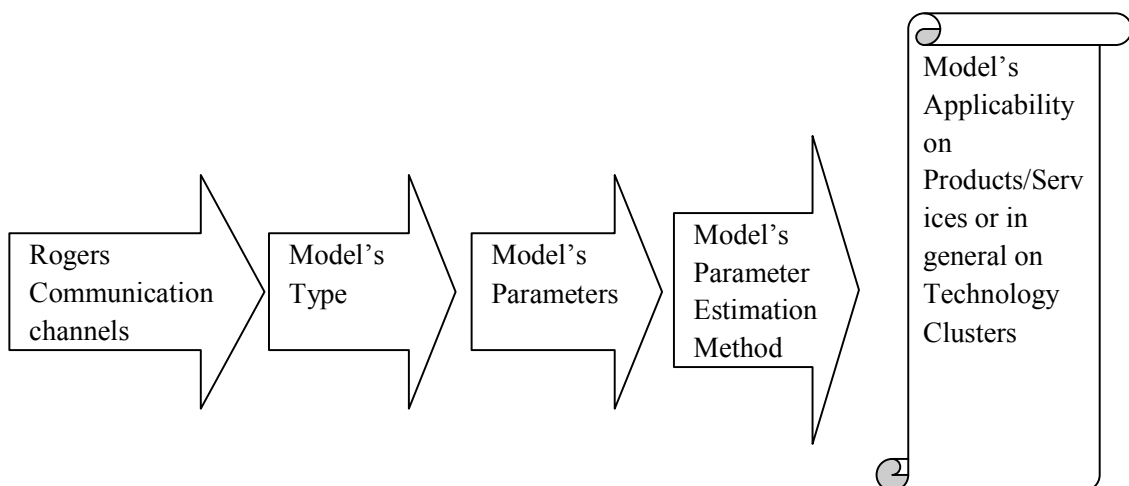 Rogers
Communication
channels
Model’s
Type
Model’s
Parameters
Model’s
Parameter
Estimation
Method
Model’s
Applicability
on
Products/Serv
ices or in
general on
Technology
Clusters